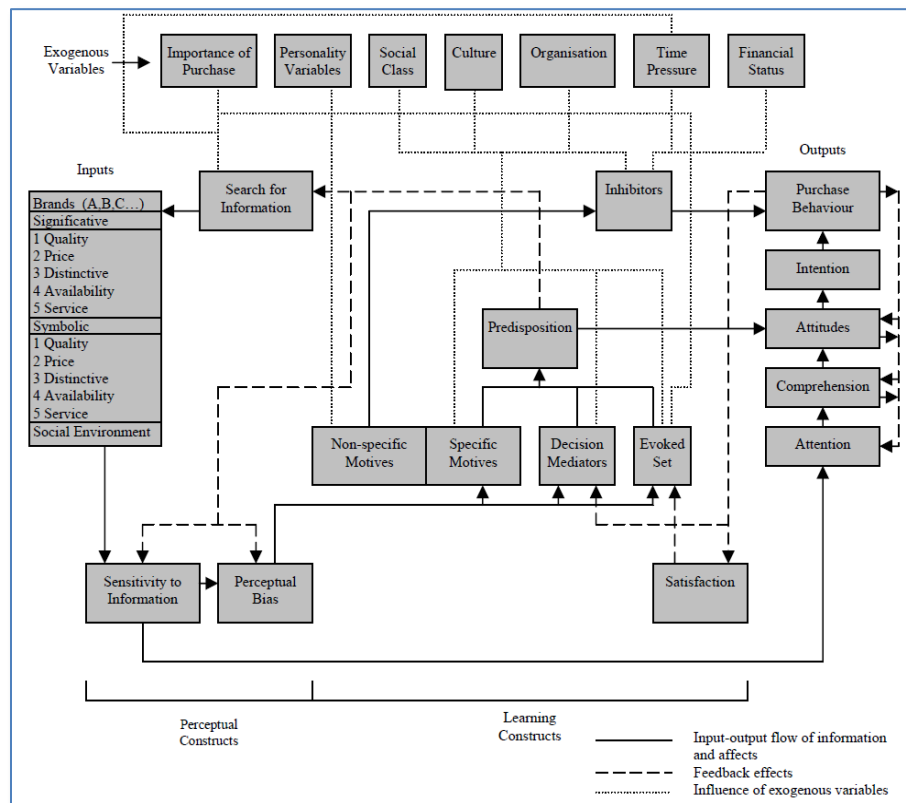 Exogenous
Variables
Importance of
Purchase
Personality
Variables
Social
Class
Culture
Organisation
Time
Pressure
Financial
Status
Inputs
Outputs
Brands (A,B,C…)
Significative
1 Quality
2 Price
3 Distinctive
4 Availability
5 Service
Symbolic
1 Quality
2 Price
3 Distinctive
4 Availability
5 Service
Social Environment
Search for
Information
Inhibitors
Purchase
Behaviour
Intention
Predisposition
Attitudes
Comprehension
Attention
Non-specific
Motives
Specific
Motives
Decision
Mediators
Evoked
Set
Sensitivity to
Information
Perceptual
Bias
Satisfaction
Perceptual
Constructs
Learning
Constructs
Input-output flow of information
and affects
Feedback effects
Influence of exogenous variables